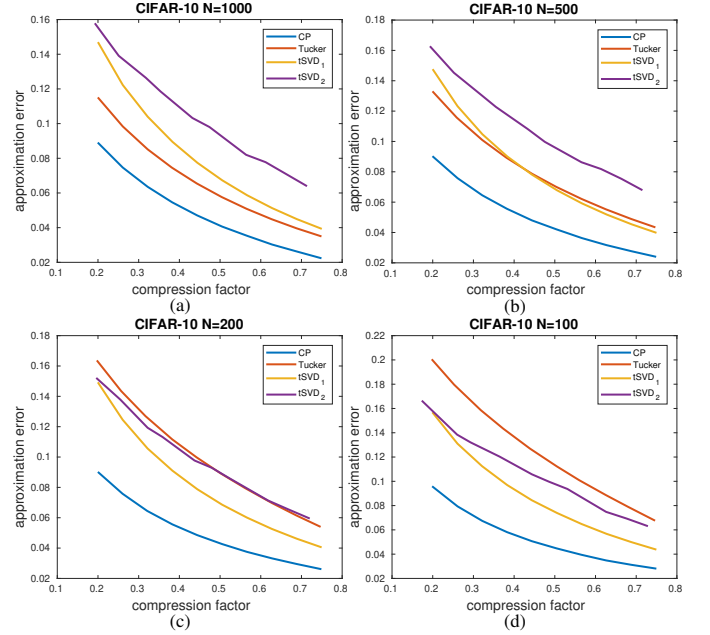 CIFAR-10 N=1000
approximation error
0.16
0.14
0.12
0.1
0.08
0.06
0.04
0.02
0.1 0.2 0.3 0.4 0.5 0.6 0.7 0.8
compression factor
CP
Tucker
tSVD 1
tSVD 2
(a)
CIFAR-10 N=500
approximation error
0.18
0.16
0.14
0.12
0.1
0.08
0.06
0.04
0.02
0.1 0.2 0.3 0.4 0.5 0.6 0.7 0.8
compression factor
CP
Tucker
tSVD 1
tSVD 2
(b)
CIFAR-10 N=200
approximation error
0.18
0.16
0.14
0.12
0.1
0.08
0.06
0.04
0.02
0.1 0.2 0.3 0.4 0.5 0.6 0.7 0.8
compression factor
CP
Tucker
tSVD 1
tSVD 2
(c)
CIFAR-10 N=100
approximation error
0.22
0.2
0.18
0.16
0.14
0.12
0.1
0.08
0.06
0.04
0.02
0.1 0.2 0.3 0.4 0.5 0.6 0.7 0.8
compression factor
CP
Tucker
tSVD 1
tSVD 2
(d)